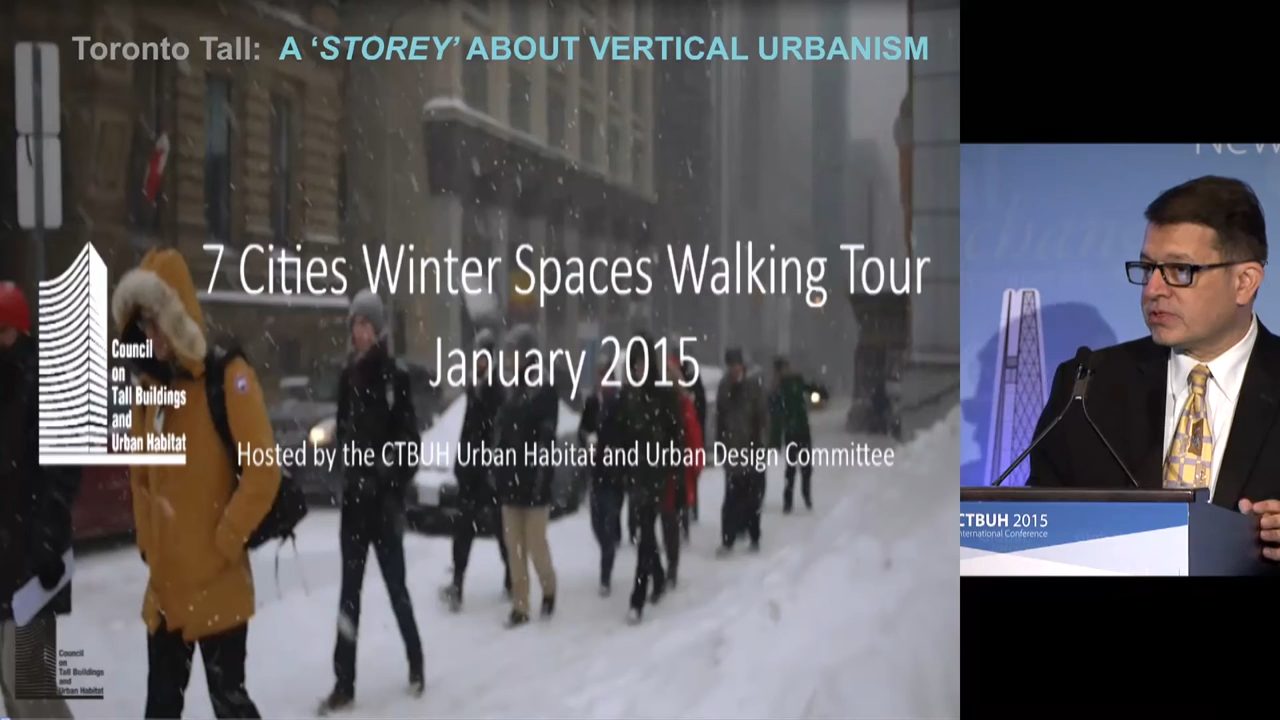 Toronto Tall: A ‘STOREY’ ABOUT VERTICAL URBANISM
7 Cities Winter Spaces Walking Tour
January 2015
Hosted by the CTBUH Urban Habitat and Urban Design Committee
Council
on
Tall Buildings
and
Urban Habitat
Council
on
Tall Buildings
and
Urban Habitat
CTBUH 2015
International Conference